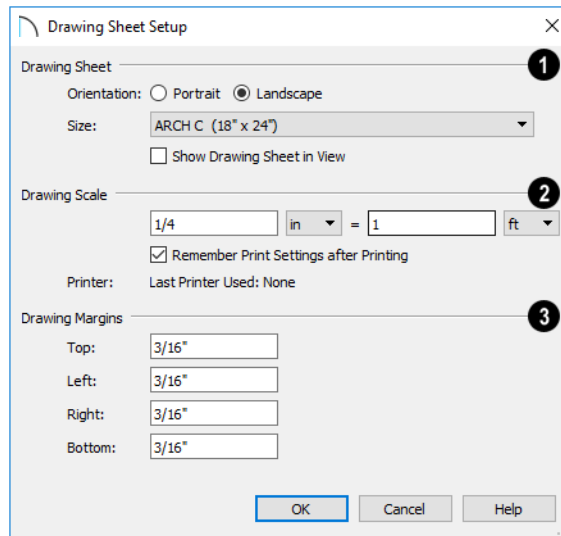 Drawing Sheet Setup
Drawing Sheet 1
Orientation: Portrait Landscape
Size: ARCH C (18" x 24")
Show Drawing Sheet in View
Drawing Scale 2
1/4 in = 1 ft
Remember Print Settings after Printing
Printer: Last Printer Used: None
Drawing Margins 3
Top: 3/16"
Left: 3/16"
Right: 3/16"
Bottom: 3/16"
OK Cancel Help